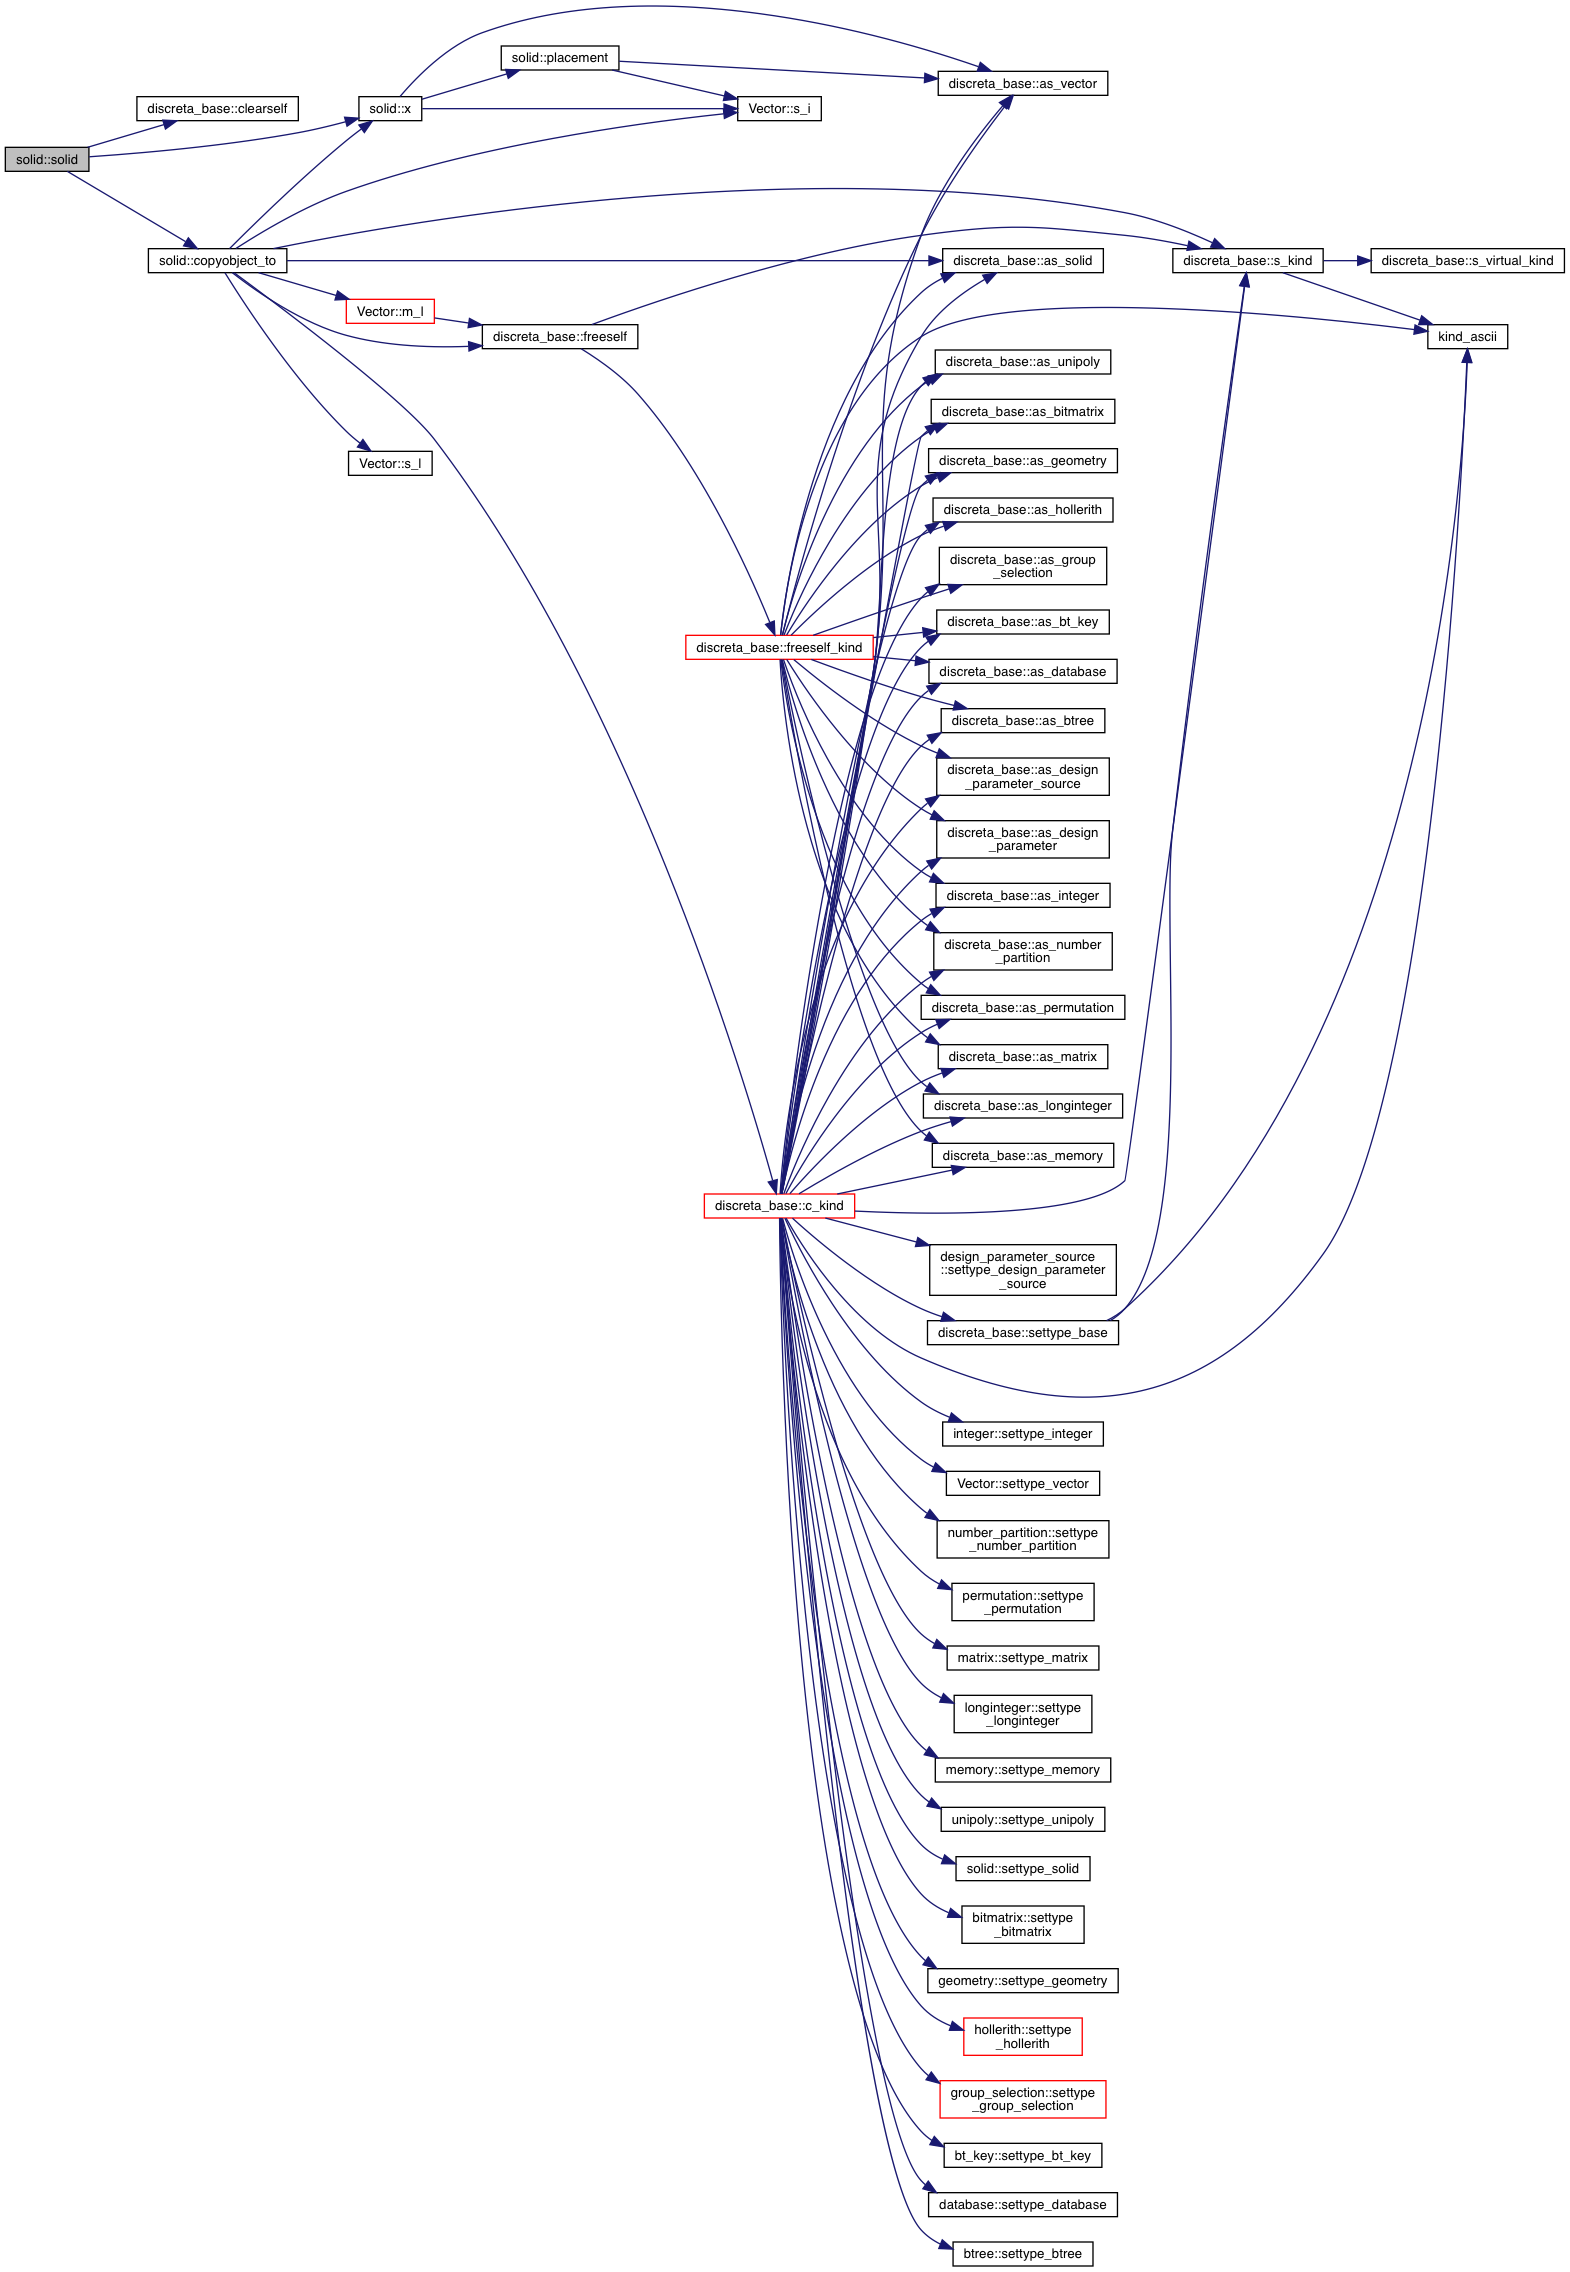 solid::solid
discreta_base::clearself
solid::x
solid::placement
discreta_base::as_vector
Vector::s_i
solid::copyobject_to
Vector::m_l
discreta_base::freeself
Vector::s_l
discreta_base::as_solid
discreta_base::s_kind
discreta_base::s_virtual_kind
kind_ascii
discreta_base::as_unipoly
discreta_base::as_bitmatrix
discreta_base::as_geometry
discreta_base::as_hollerith
discreta_base::as_group
_selection
discreta_base::as_bt_key
discreta_base::freeself_kind
discreta_base::as_database
discreta_base::as_btree
discreta_base::as_design
_parameter_source
discreta_base::as_design
_parameter
discreta_base::as_integer
discreta_base::as_number
_partition
discreta_base::as_permutation
discreta_base::as_matrix
discreta_base::as_longinteger
discreta_base::as_memory
discreta_base::c_kind
design_parameter_source
::settype_design_parameter
_source
discreta_base::settype_base
integer::settype_integer
Vector::settype_vector
number_partition::settype
_number_partition
permutation::settype
_permutation
matrix::settype_matrix
longinteger::settype
_longinteger
memory::settype_memory
unipoly::settype_unipoly
solid::settype_solid
bitmatrix::settype
_bitmatrix
geometry::settype_geometry
hollerith::settype
_hollerith
group_selection::settype
_group_selection
bt_key::settype_bt_key
database::settype_database
btree::settype_btree